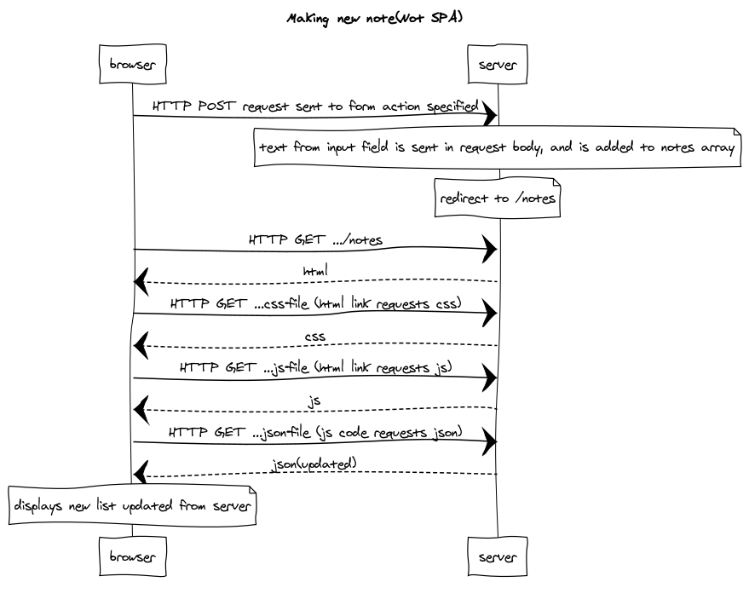 Making new note(Not SPA)
browser
server
HTTP POST request sent to form action specified
text from input field is sent in request body, and is added to notes array
redirect to /notes
HTTP GET .../notes
html
HTTP GET ...css-file (html link requests css)
css
HTTP GET ...js-file (html link requests js)
js
HTTP GET ...json-file (js code requests json)
json(updated)
displays new list updated from server
browser
server